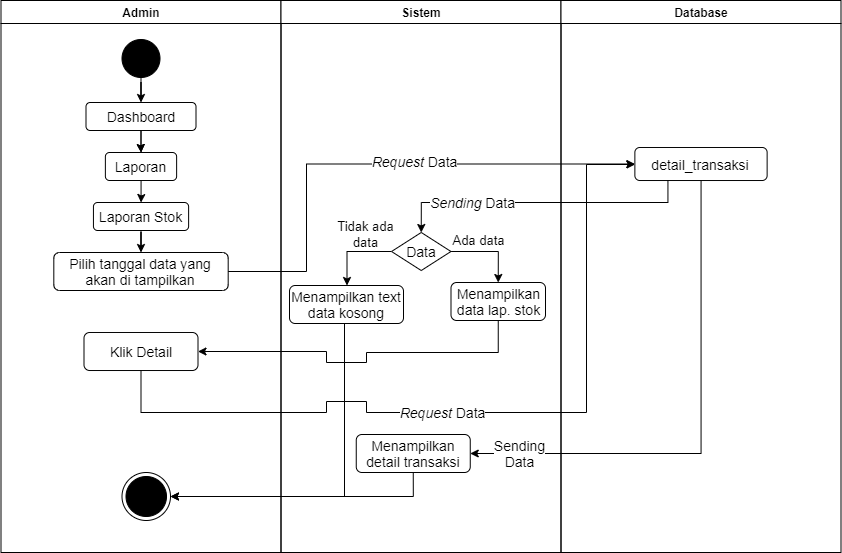 Admin
Sistem
Database
Dashboard
Laporan
Laporan Stok
Pilih tanggal data yang
akan di tampilkan
Request Data
detail_transaksi
Sending Data
Tidak ada
data
Data
Ada data
Menampilkan text
data kosong
Menampilkan
data lap. stok
Klik Detail
Request Data
Menampilkan
detail transaksi
Sending
Data